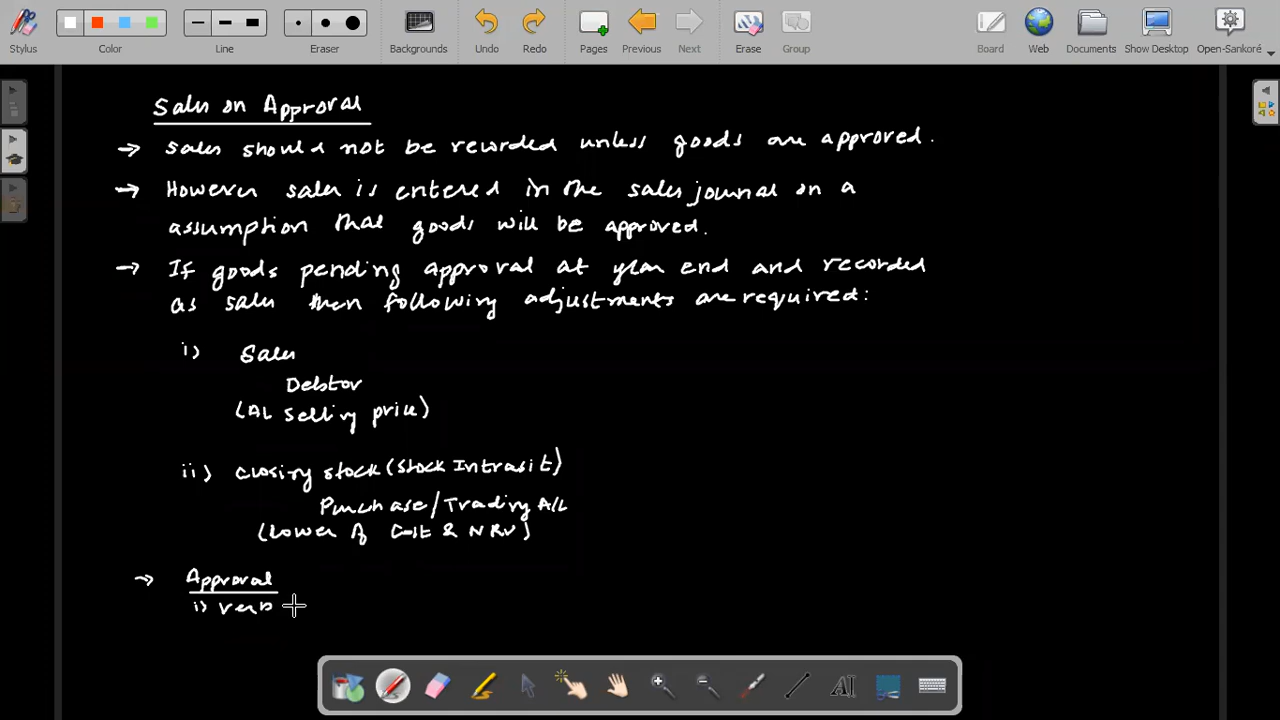 Stylus
Color
Line
Eraser
Backgrounds
Undo
Redo
Pages
Previous
Next
Erase
Group
Board
Web
Documents
Show Desktop
Open-Sankoré
Sales on Approval
→ Sales should not be recorded unless goods are approved.
→ However sales is entered in the sales journal on a
assumption that goods will be approved.
→ If goods pending approval at year end and recorded
as sales then following adjustments are required:
i) Sales
Debtor
(At Selling price)
ii) Closing stock (Stock Intrasit)
Purchase/Trading A/c
(Lower of Cost & NRV)
→ Approval
i) Verb